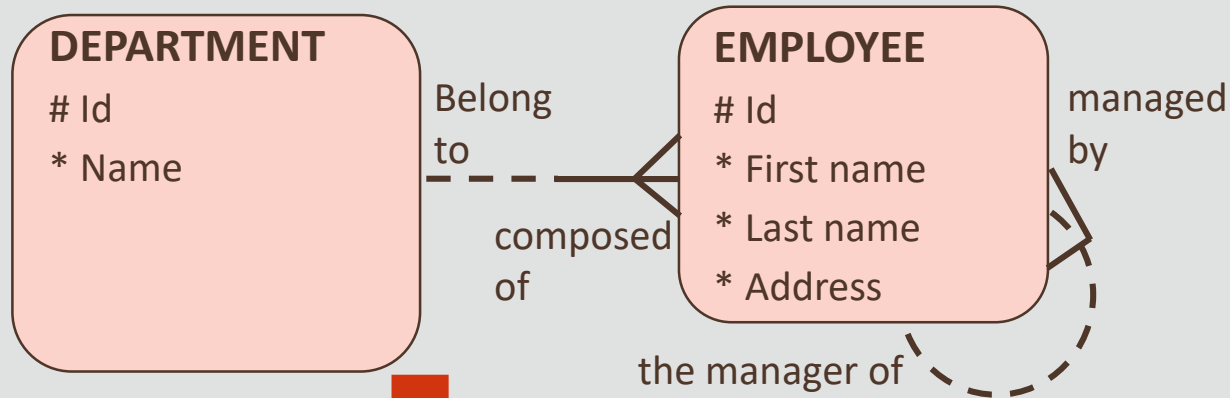 DEPARTMENT
# Id
* Name
Belong
to
composed
of
EMPLOYEE
# Id
* First name
* Last name
* Address
managed
by
the manager of